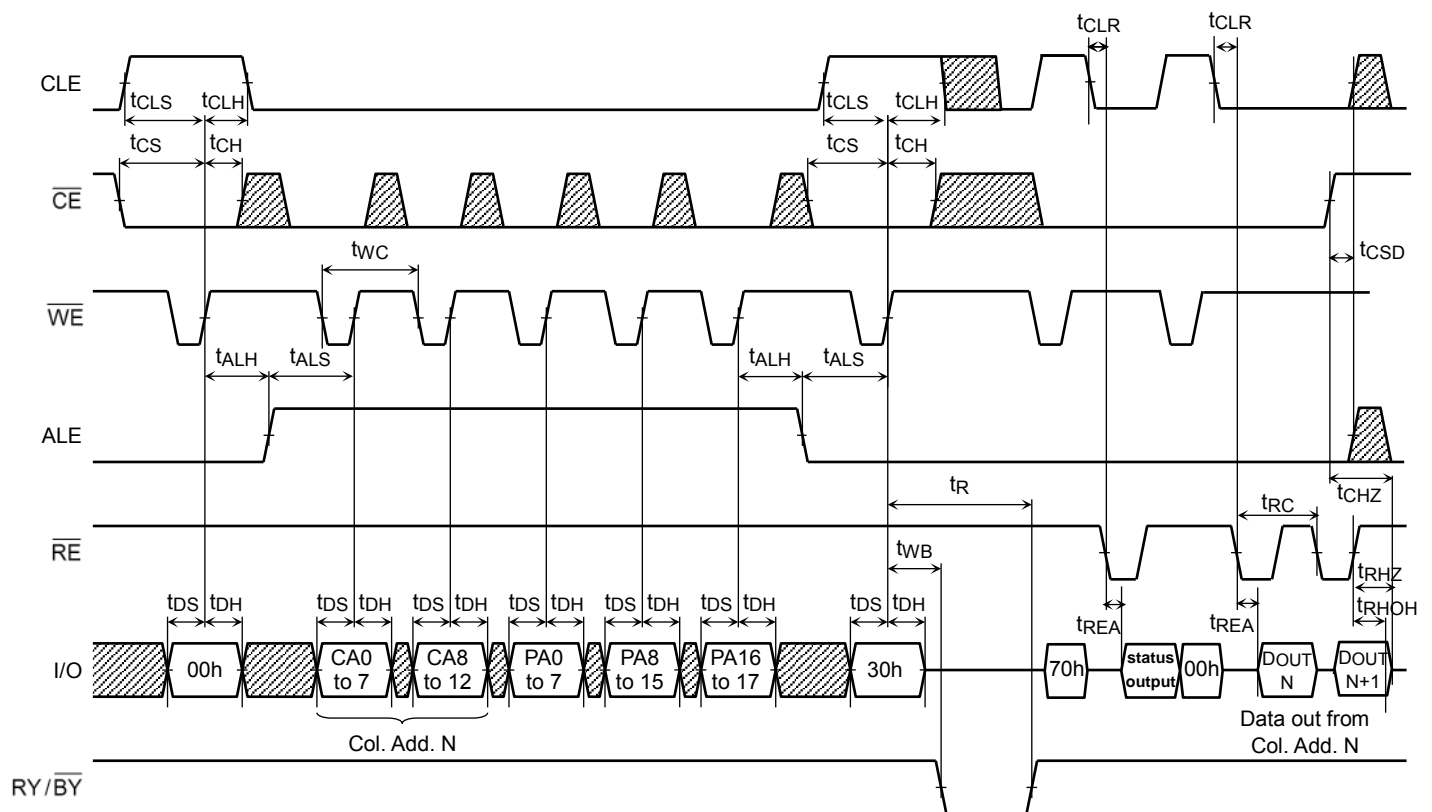 tCLR tCLR
CLE
tCLS tCLH tCLS tCLH
tCS tCH tCS tCH
CE
tWC tCSD
WE
tALH tALS tALH tALS
ALE
tR tCHZ
tRC
RE
tWB
tRHZ
tDS tDH tDS tDH tDS tDH tDS tDH tDS tDH tDS tDH tDS tDH
tRHOH
tREA tREA
I/O
00h
CA0
to 7
CA8
to 12
PA0
to 7
PA8
to 15
PA16
to 17
30h
70h
status
output
00h
DOUT
N
DOUT
N+1
Col. Add. N
Data out from
Col. Add. N
RY/BY